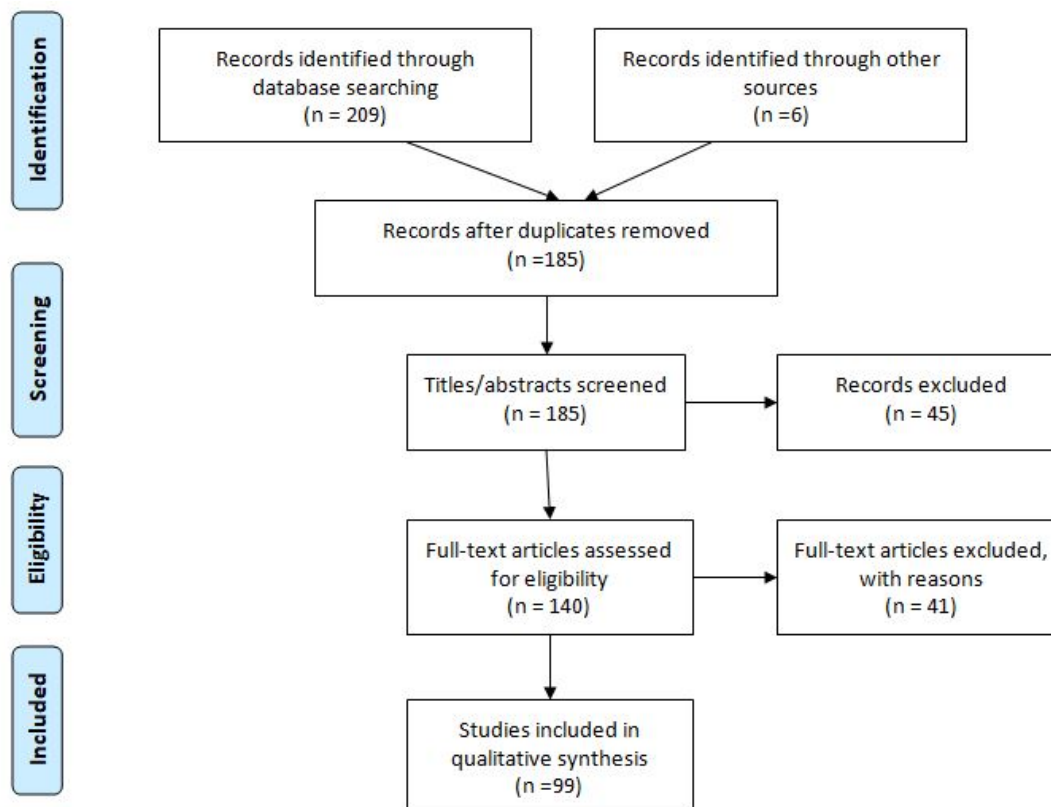 Identification
Records identified through
database searching
(n = 209)
Records identified through other
sources
(n =6)
Records after duplicates removed
(n =185)
Screening
Titles/abstracts screened
(n = 185)
Records excluded
(n = 45)
Eligibility
Full-text articles assessed
for eligibility
(n = 140)
Full-text articles excluded,
with reasons
(n = 41)
Included
Studies included in
qualitative synthesis
(n =99)